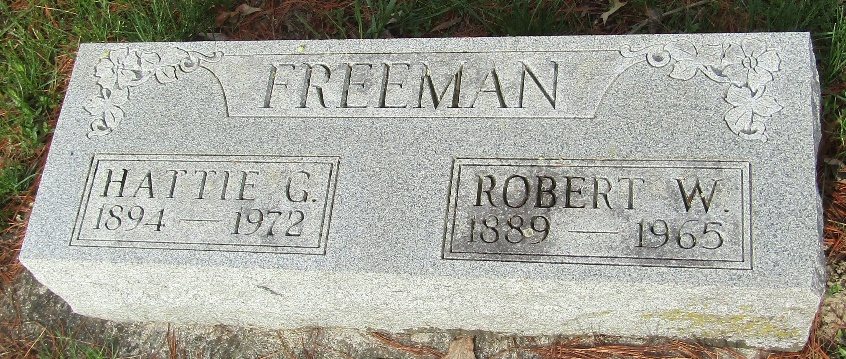 FREEMAN
HATTIE G.
1894 — 1972
ROBERT W.
1889 — 1965